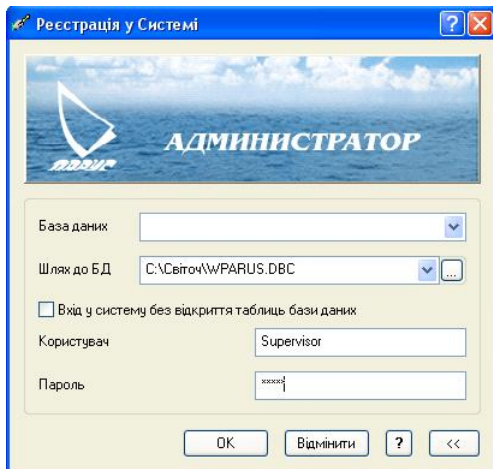 Реєстрація у Системі
ПАРУС
АДМИНИСТРАТОР
База даних
Шлях до БД C:\Світоч\WPARUS.DBC ...
Вхід у систему без відкриття таблиць бази даних
Користувач Supervisor
Пароль *****
OK Відмінити ? <<